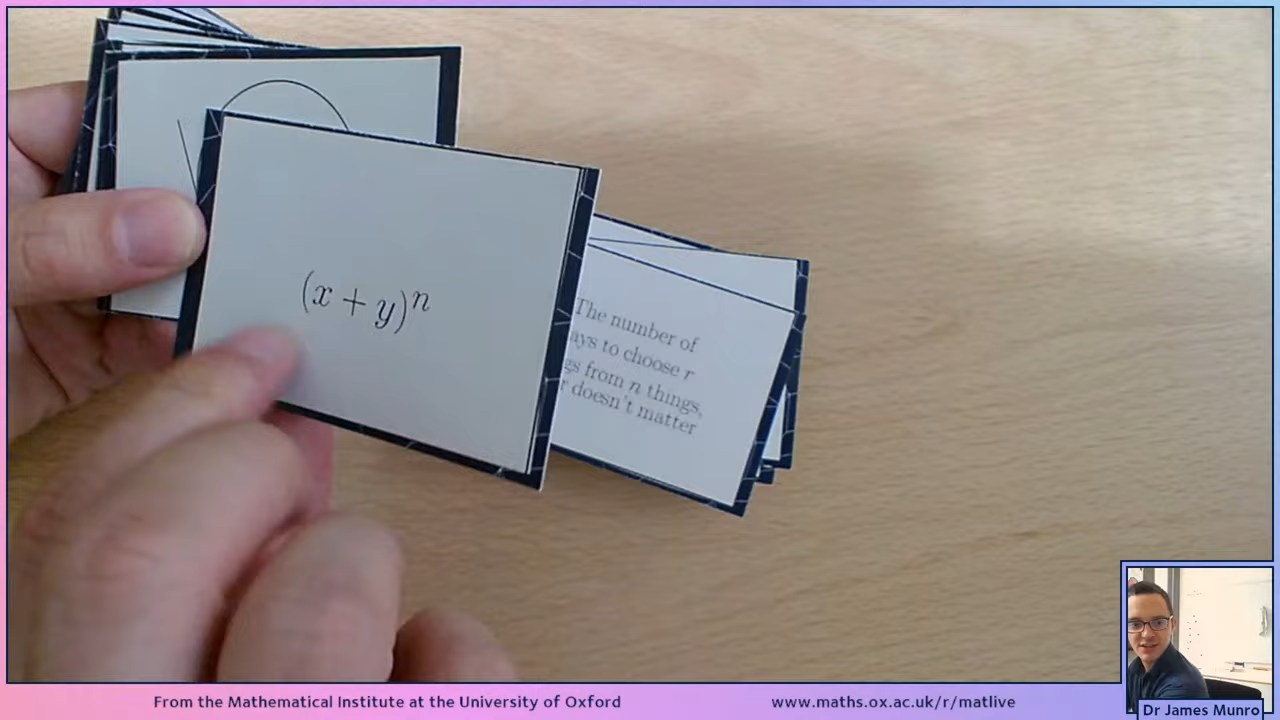 (x + y)^n
The number of
ays to choose r
gs from n things,
r doesn't matter
From the Mathematical Institute at the University of Oxford
www.maths.ox.ac.uk/r/matlive
Dr James Munro